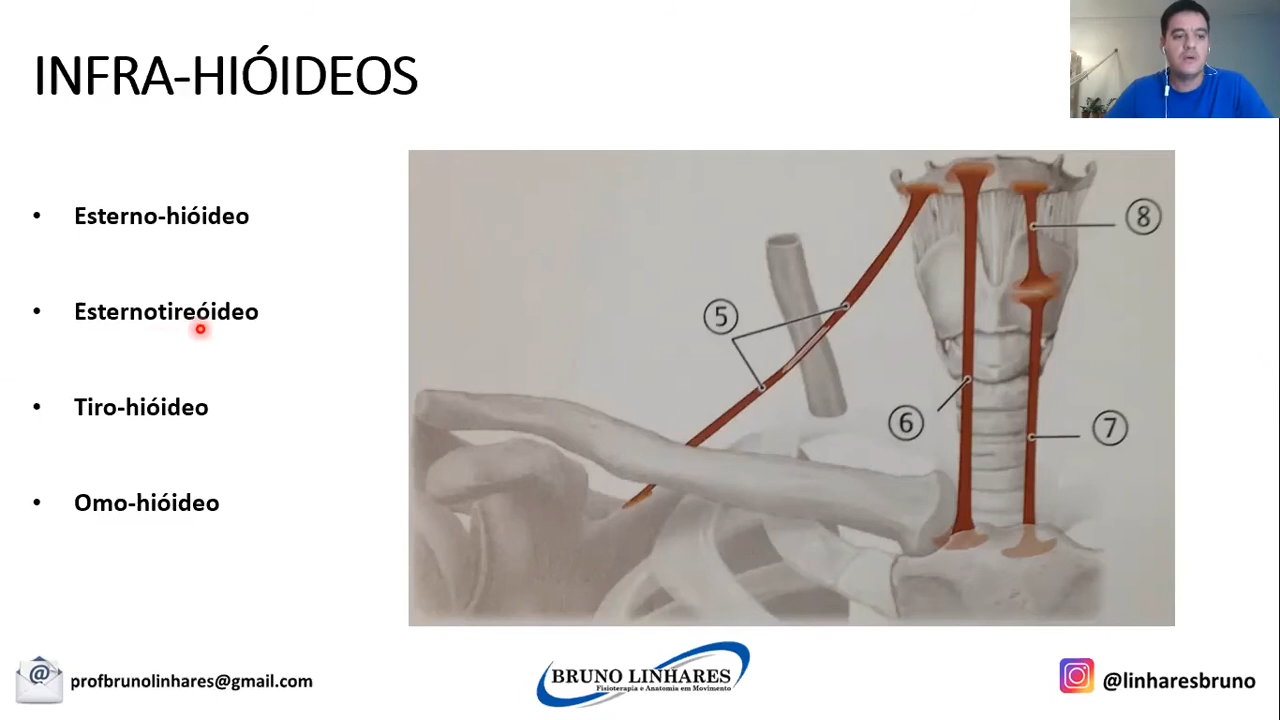 INFRA-HIÓIDEOS
• Esterno-hióideo
• Esternotireóideo
• Tiro-hióideo
• Omo-hióideo
5
6
7
8
@
profbrunolinhares@gmail.com
BRUNO LINHARES
Fisioterapia e Anatomia em Movimento
@linharesbruno